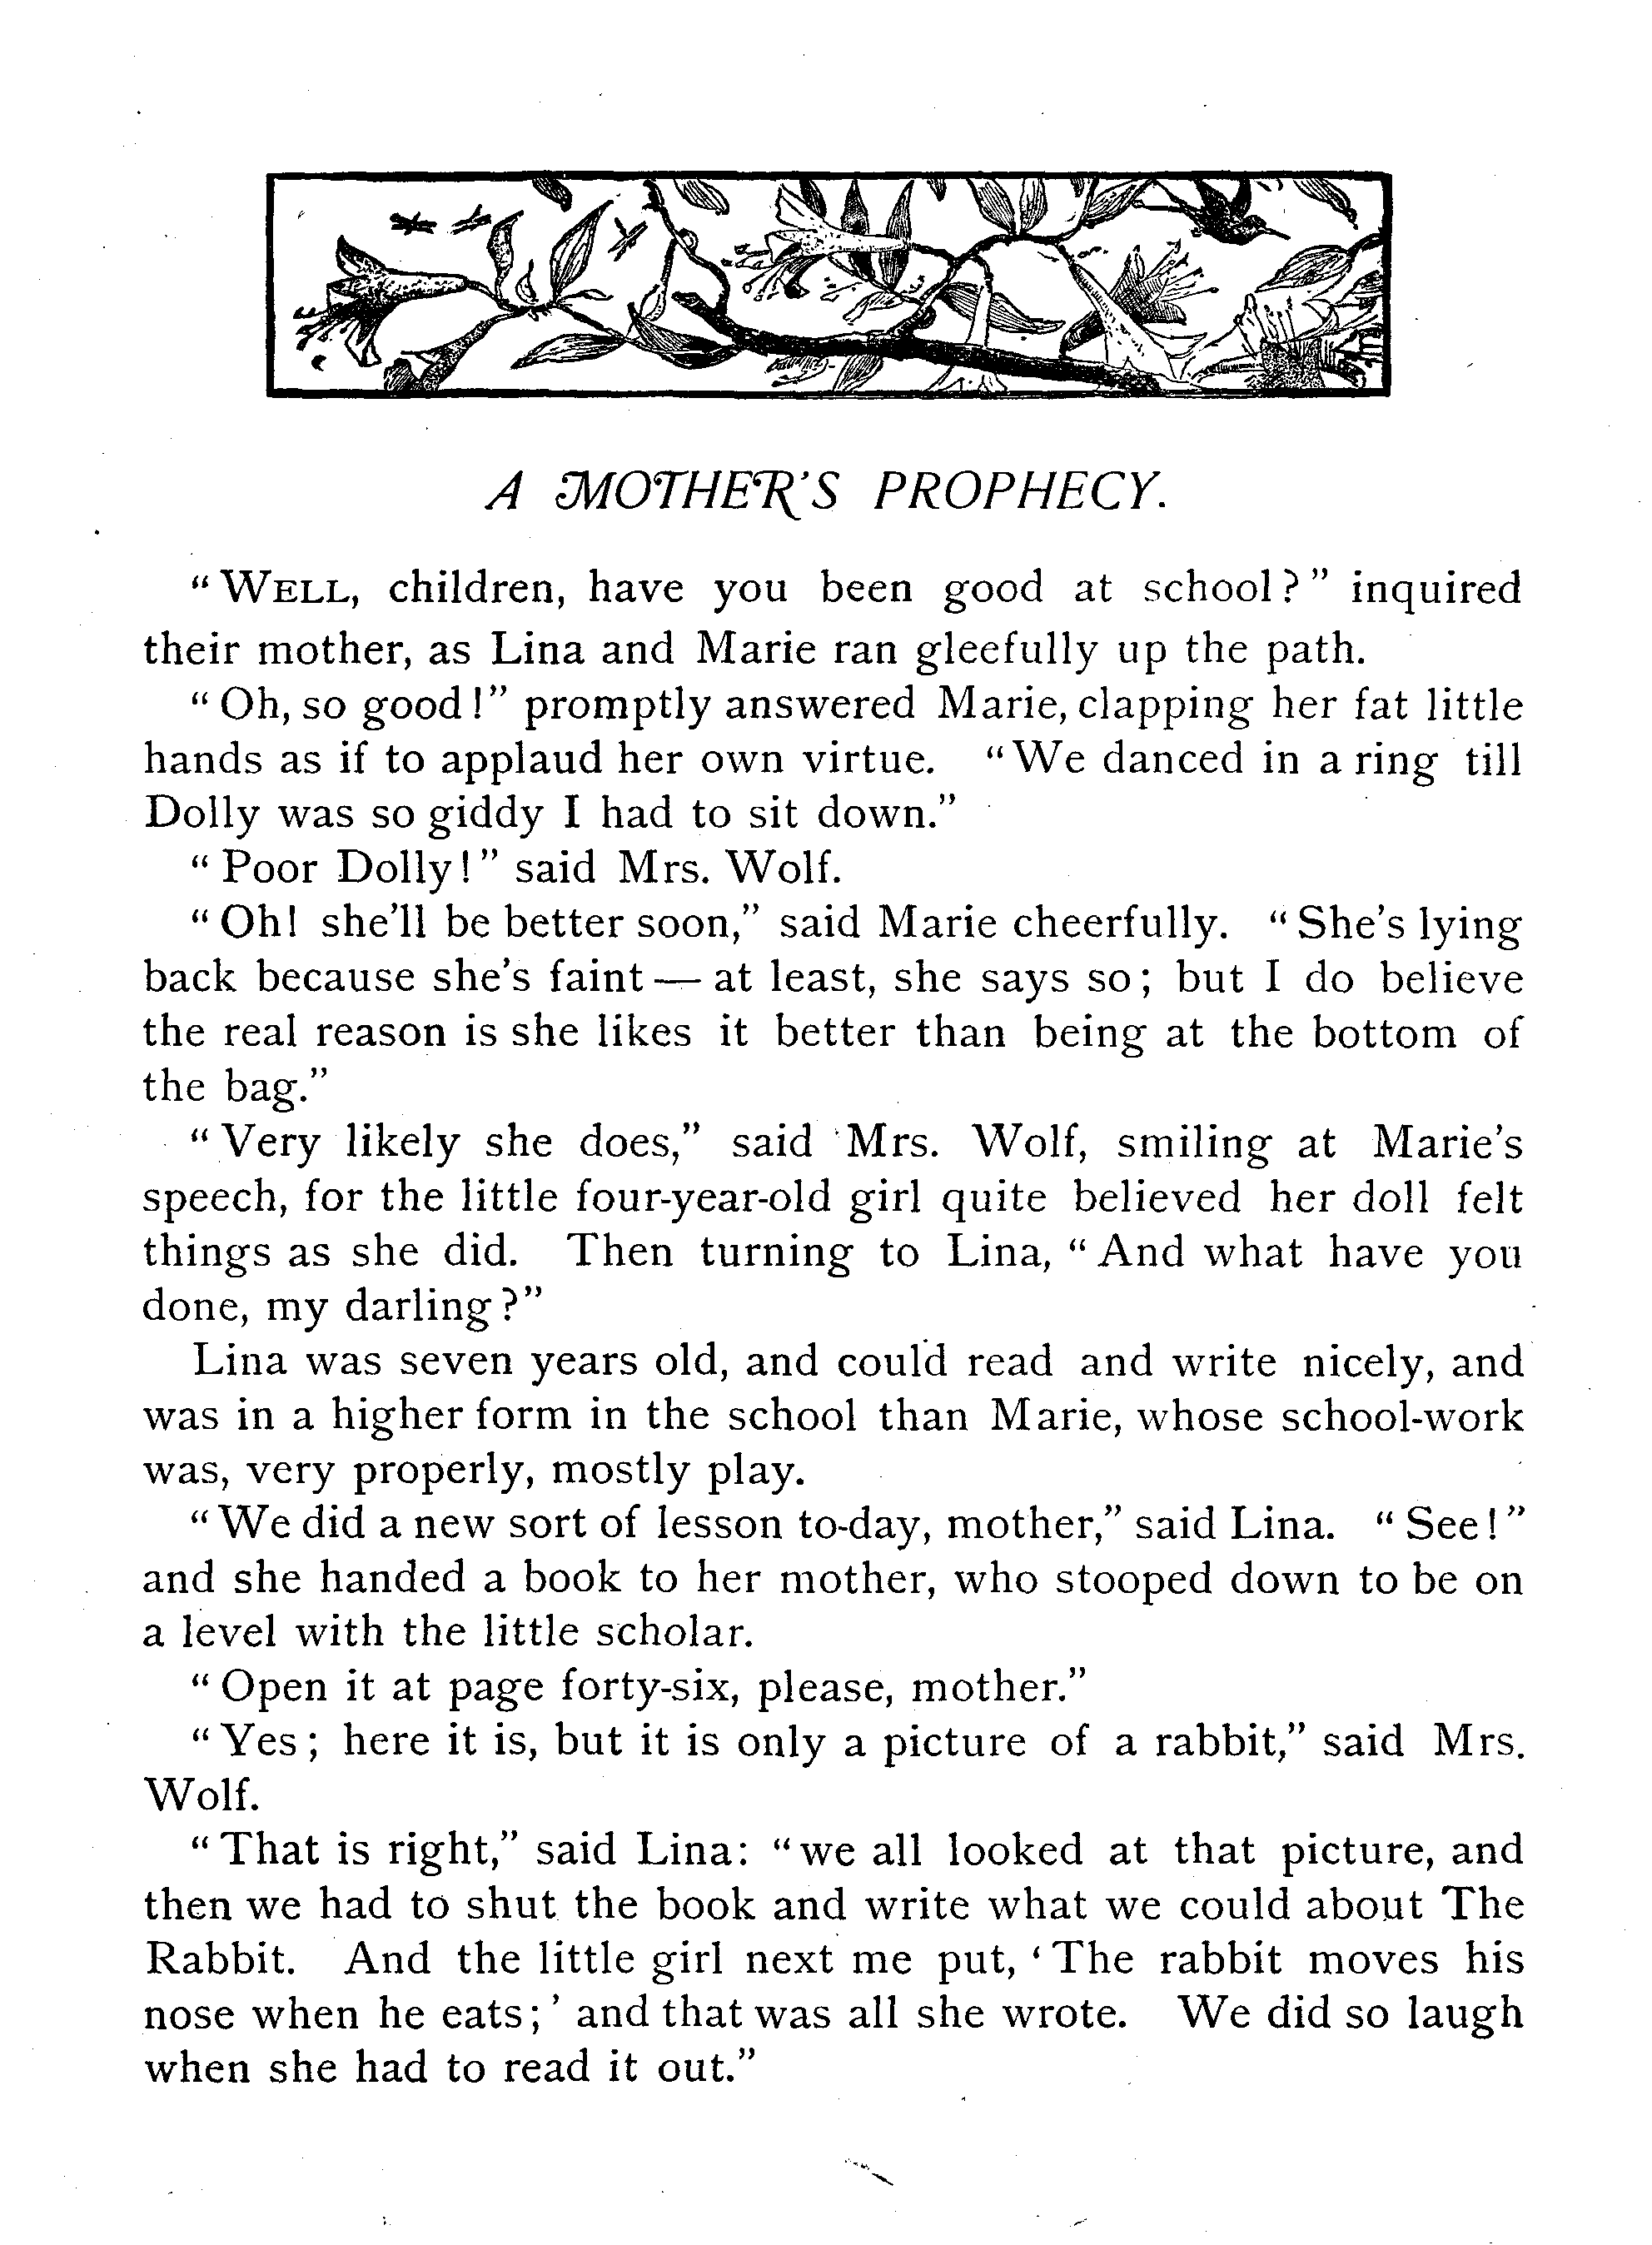 A MOTHER'S PROPHECY.
"WELL, children, have you been good at school?" inquired
their mother, as Lina and Marie ran gleefully up the path.
"Oh, so good!" promptly answered Marie, clapping her fat little
hands as if to applaud her own virtue. "We danced in a ring till
Dolly was so giddy I had to sit down."
"Poor Dolly!" said Mrs. Wolf.
"Oh! she'll be better soon," said Marie cheerfully. "She's lying
back because she's faint — at least, she says so; but I do believe
the real reason is she likes it better than being at the bottom of
the bag."
"Very likely she does," said Mrs. Wolf, smiling at Marie's
speech, for the little four-year-old girl quite believed her doll felt
things as she did. Then turning to Lina, "And what have you
done, my darling?"
Lina was seven years old, and could read and write nicely, and
was in a higher form in the school than Marie, whose school-work
was, very properly, mostly play.
"We did a new sort of lesson to-day, mother," said Lina. "See!"
and she handed a book to her mother, who stooped down to be on
a level with the little scholar.
"Open it at page forty-six, please, mother."
"Yes; here it is, but it is only a picture of a rabbit," said Mrs.
Wolf.
"That is right," said Lina: "we all looked at that picture, and
then we had to shut the book and write what we could about The
Rabbit. And the little girl next me put, 'The rabbit moves his
nose when he eats;' and that was all she wrote. We did so laugh
when she had to read it out."